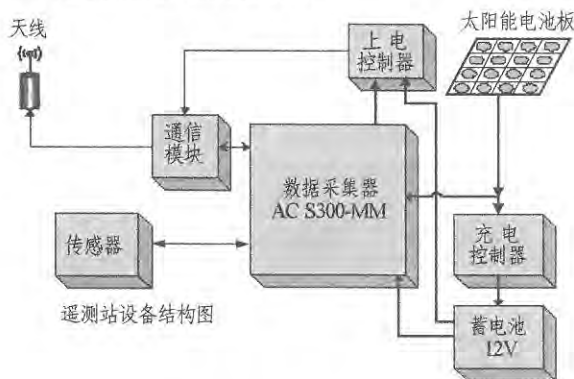 天线
上电
控制器
太阳能电池板
通信
模块
数据采集器
AC S300-MM
传感器
充电
控制器
遥测站设备结构图
蓄电池
12V